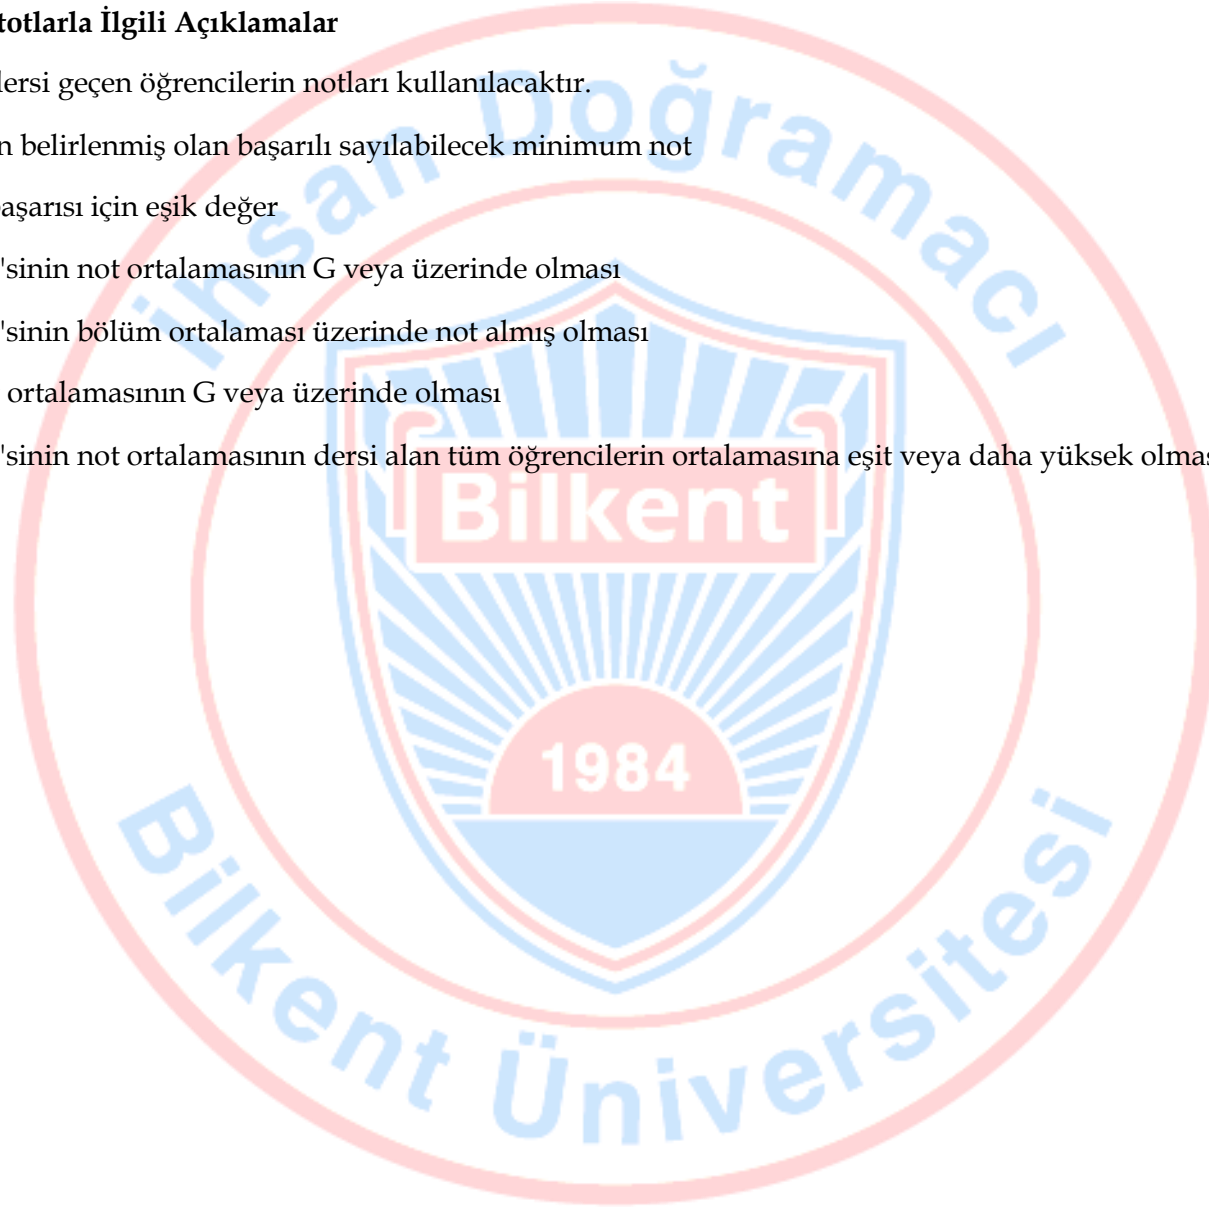 totlarla İlgili Açıklamalar
dersi geçen öğrencilerin notları kullanılacaktır.
n belirlenmiş olan başarılı sayılabilecek minimum not
başarısı için eşik değer
'sinin not ortalamasının G veya üzerinde olması
'sinin bölüm ortalaması üzerinde not almış olması
ortalamasının G veya üzerinde olması
'sinin not ortalamasının dersi alan tüm öğrencilerin ortalamasına eşit veya daha yüksek olmas
İhsan Doğramacı
Bilkent
1984
Bilkent Üniversitesi